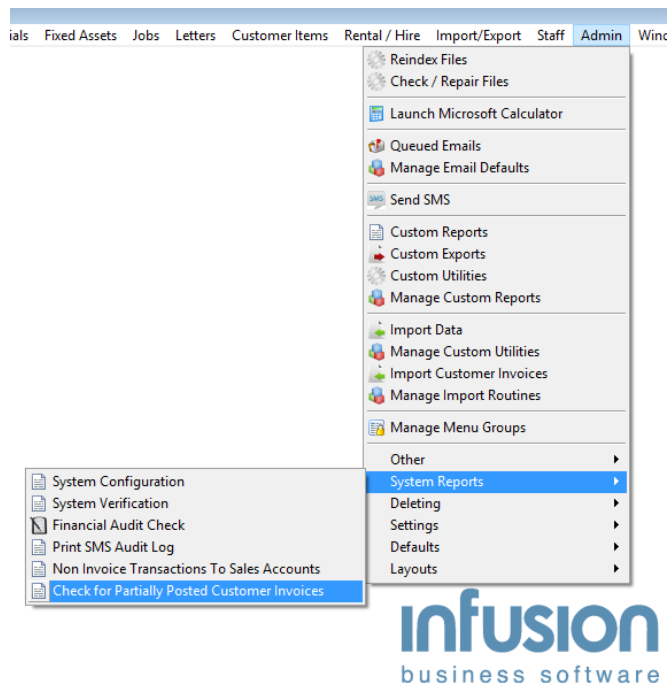 ials Fixed Assets Jobs Letters Customer Items Rental / Hire Import/Export Staff Admin Wind
Reindex Files
Check / Repair Files
Launch Microsoft Calculator
Queued Emails
Manage Email Defaults
SMS Send SMS
Custom Reports
Custom Exports
Custom Utilities
Manage Custom Reports
Import Data
Manage Custom Utilities
Import Customer Invoices
Manage Import Routines
Manage Menu Groups
Other
System Reports
Deleting
Settings
Defaults
Layouts
System Configuration
System Verification
Financial Audit Check
Print SMS Audit Log
Non Invoice Transactions To Sales Accounts
Check for Partially Posted Customer Invoices
infusion
business software